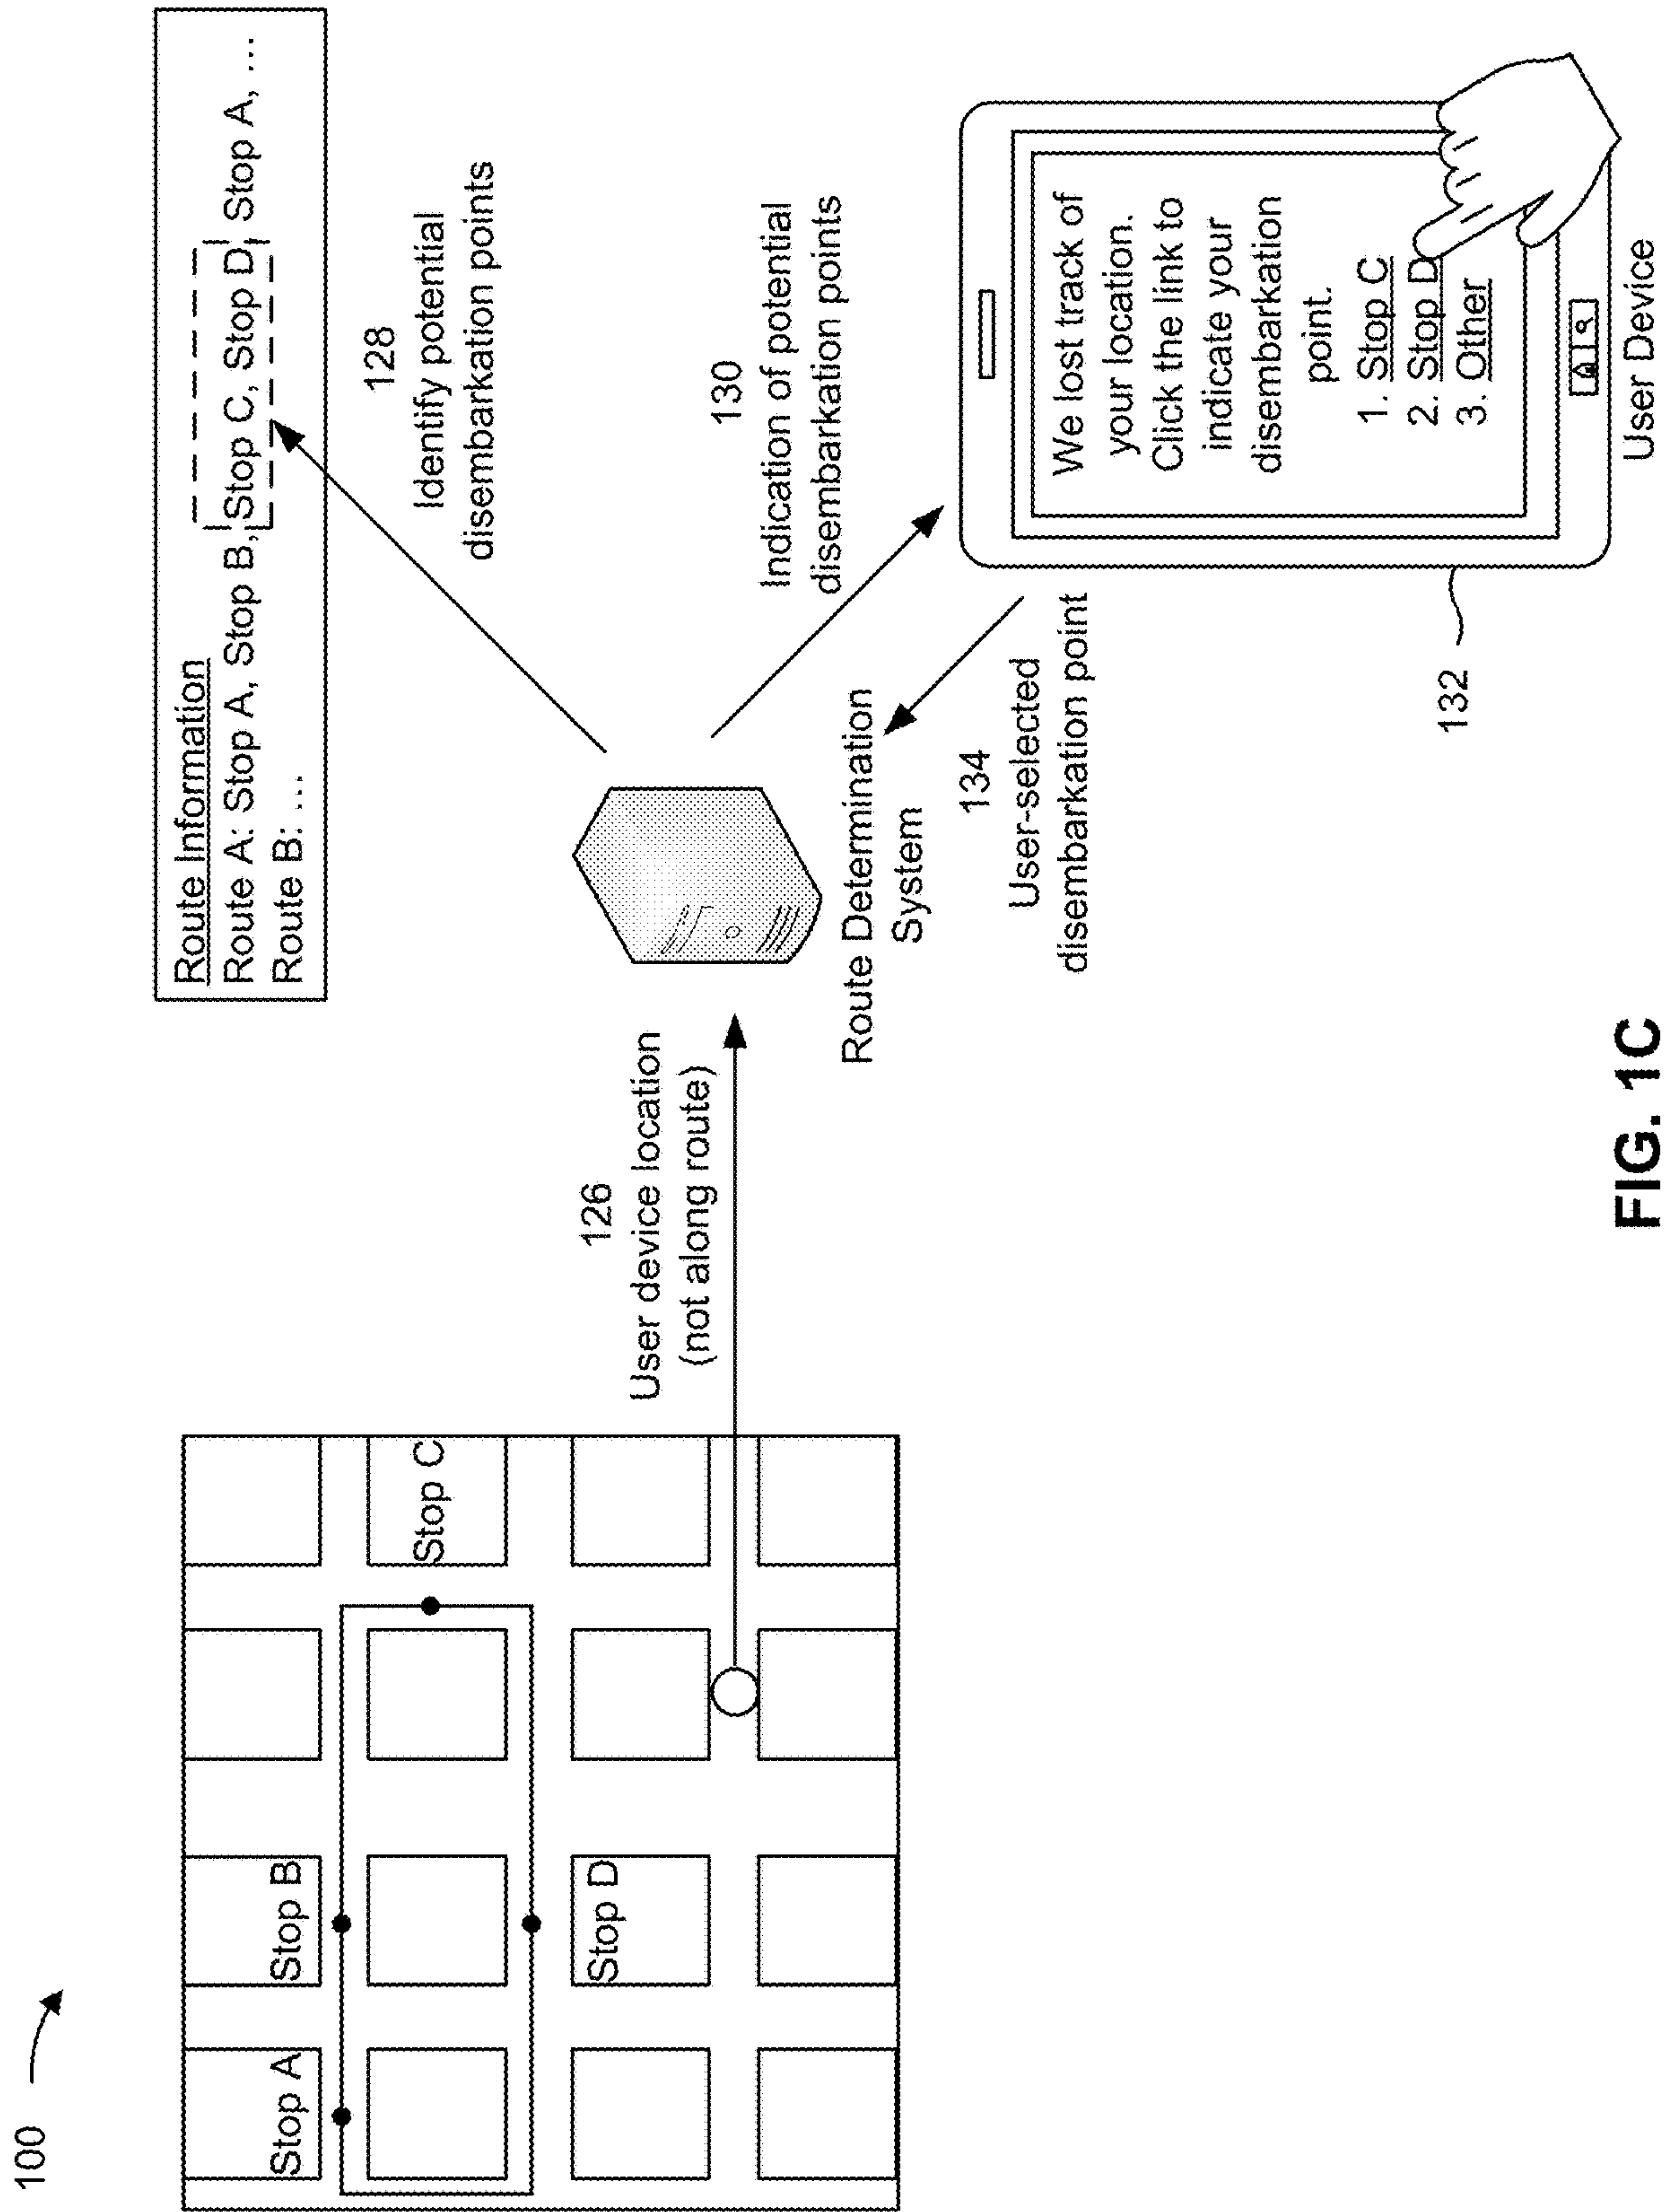 100
Stop A
Stop B
Stop C
Stop D
126
User device location
(not along route)
Route Determination
System
Route Information
Route A: Stop A, Stop B, Stop C, Stop D, Stop A, ...
Route B: ...
128
Identify potential
disembarkation points
130
Indication of potential
disembarkation points
134
User-selected
disembarkation point
132
We lost track of
your location.
Click the link to
indicate your
disembarkation
point.
1. Stop C
2. Stop D
3. Other
User Device
FIG. 1C